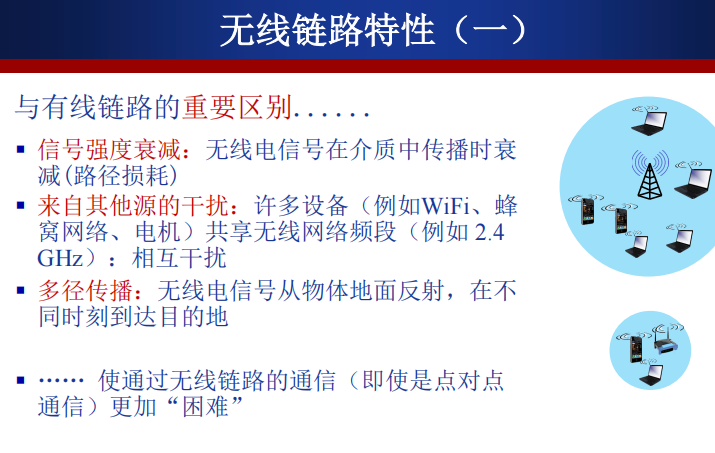 无线链路特性（一）
与有线链路的重要区别......
▪ 信号强度衰减：无线电信号在介质中传播时衰
减(路径损耗)
▪ 来自其他源的干扰：许多设备（例如WiFi、蜂
窝网络、电机）共享无线网络频段（例如 2.4
GHz）：相互干扰
▪ 多径传播：无线电信号从物体地面反射，在不
同时刻到达目的地
▪ …… 使通过无线链路的通信（即使是点对点
通信）更加“困难”